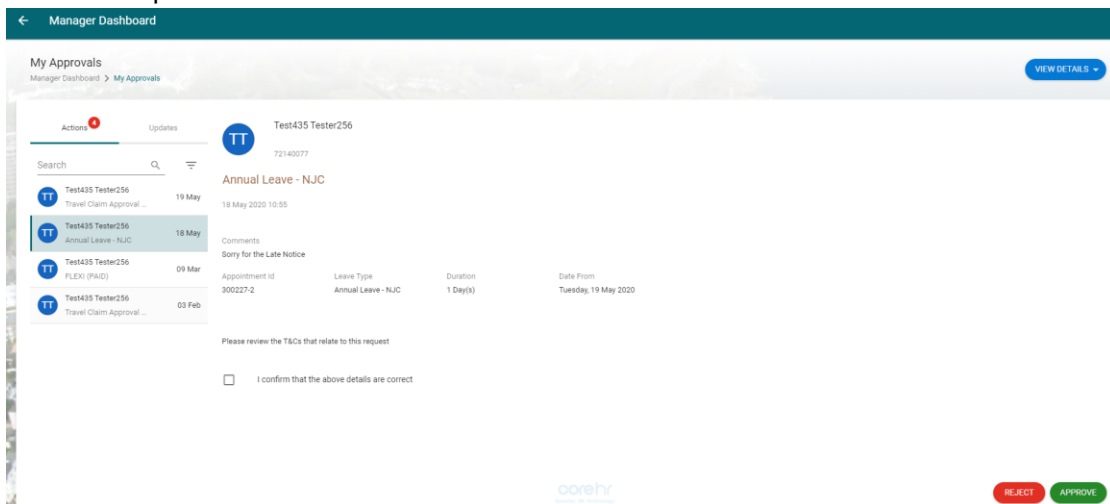 Manager Dashboard
My Approvals
Manager Dashboard > My Approvals
VIEW DETAILS
Actions 4 Updates
Search
TT Test435 Tester256
Travel Claim Approval ... 19 May
TT Test435 Tester256
Annual Leave - NJC 18 May
TT Test435 Tester256
FLEXI (PAID) 09 Mar
TT Test435 Tester256
Travel Claim Approval ... 03 Feb
TT Test435 Tester256
72140077
Annual Leave - NJC
18 May 2020 10:55
Comments
Sorry for the Late Notice
Appointment Id Leave Type Duration Date From
300227-2 Annual Leave - NJC 1 Day(s) Tuesday, 19 May 2020
Please review the T&Cs that relate to this request
I confirm that the above details are correct
corehr
REJECT APPROVE